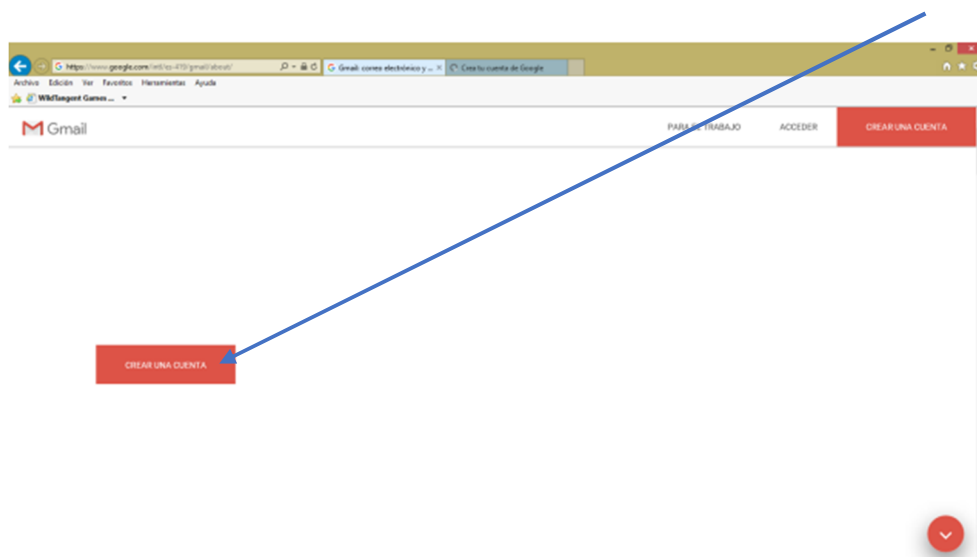 https://www.google.com/intl/es-419/gmail/about/
Gmail: correo electrónico y ...
Crea tu cuenta de Google
Archivo Edición Ver Favoritos Herramientas Ayuda
WildTangent Games ...
Gmail
PARA EL TRABAJO
ACCEDER
CREAR UNA CUENTA
CREAR UNA CUENTA